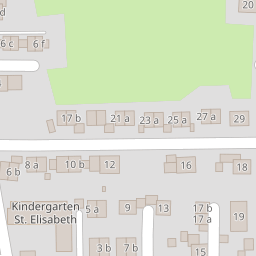 20
d
6 c
6 f
17 b
21 a
23 a
25 a
27 a
29
6 b
8 a
10 b
12
16
18
Kindergarten
St. Elisabeth
5 a
9
13
17 b
17 a
19
3 b
7 b
15